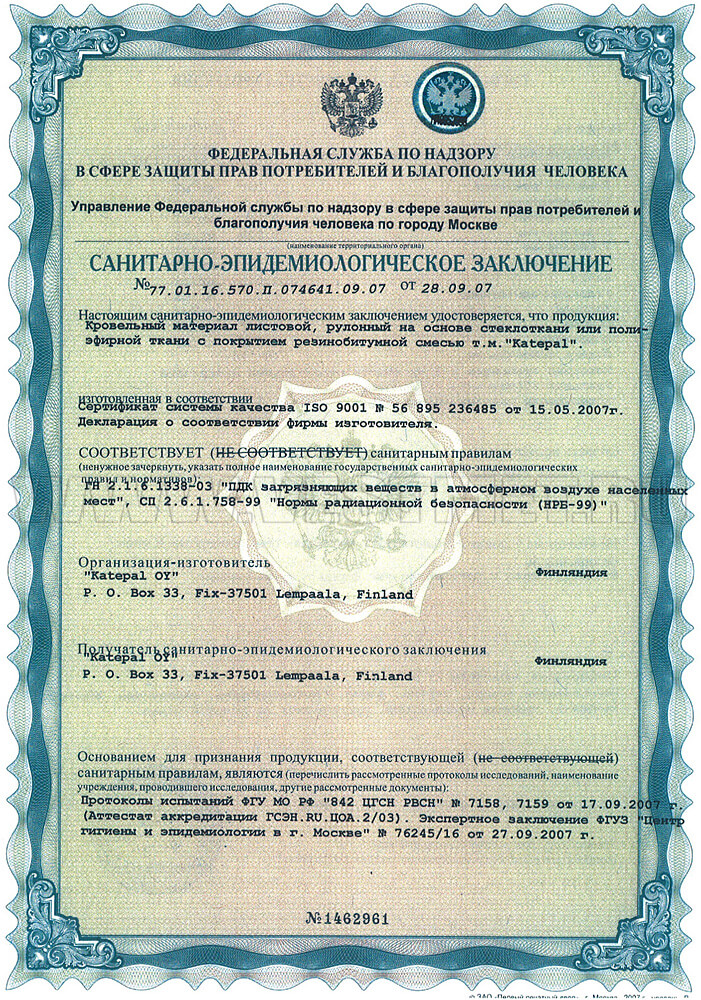 ФЕДЕРАЛЬНАЯ СЛУЖБА ПО НАДЗОРУ
В СФЕРЕ ЗАЩИТЫ ПРАВ ПОТРЕБИТЕЛЕЙ И БЛАГОПОЛУЧИЯ ЧЕЛОВЕКА
Управление Федеральной службы по надзору в сфере защиты прав потребителей и
благополучия человека по городу Москве
(наименование территориального органа)
САНИТАРНО-ЭПИДЕМИОЛОГИЧЕСКОЕ ЗАКЛЮЧЕНИЕ
№ 77.01.16.570.П.074641.09.07 от 28.09.07
Настоящим санитарно-эпидемиологическим заключением удостоверяется, что продукция:
Кровельный материал листовой, рулонный на основе стеклоткани или поли-
эфирной ткани с покрытием резинобитумной смесью т.м."Katepal".
изготовленная в соответствии
Сертификат системы качества ISO 9001 № 56 895 236485 от 15.05.2007г.
Декларация о соответствии фирмы изготовителя.
СООТВЕТСТВУЕТ (НЕ СООТВЕТСТВУЕТ) санитарным правилам
(ненужное зачеркнуть, указать полное наименование государственных санитарно-эпидемиологических
правил и нормативов):
ГН 2.1.6.1338-03 "ПДК загрязняющих веществ в атмосферном воздухе населенных
мест", СП 2.6.1.758-99 "Нормы радиационной безопасности (НРБ-99)"
Организация-изготовитель
"Katepal OY" Финляндия
P. O. Box 33, Fix-37501 Lempaala, Finland
Получатель санитарно-эпидемиологического заключения
"Katepal OY" Финляндия
P. O. Box 33, Fix-37501 Lempaala, Finland
Основанием для признания продукции, соответствующей (не соответствующей)
санитарным правилам, являются (перечислить рассмотренные протоколы исследований, наименование
учреждения, проводившего исследования, другие рассмотренные документы):
Протоколы испытаний ФГУ МО РФ "842 ЦГСН РВСН" № 7158, 7159 от 17.09.2007 г.
(Аттестат аккредитации ГСЭН.RU.ЦОА.2/03). Экспертное заключение ФГУЗ "Центр
гигиены и эпидемиологии в г. Москве" № 76245/16 от 27.09.2007 г.
№1462961